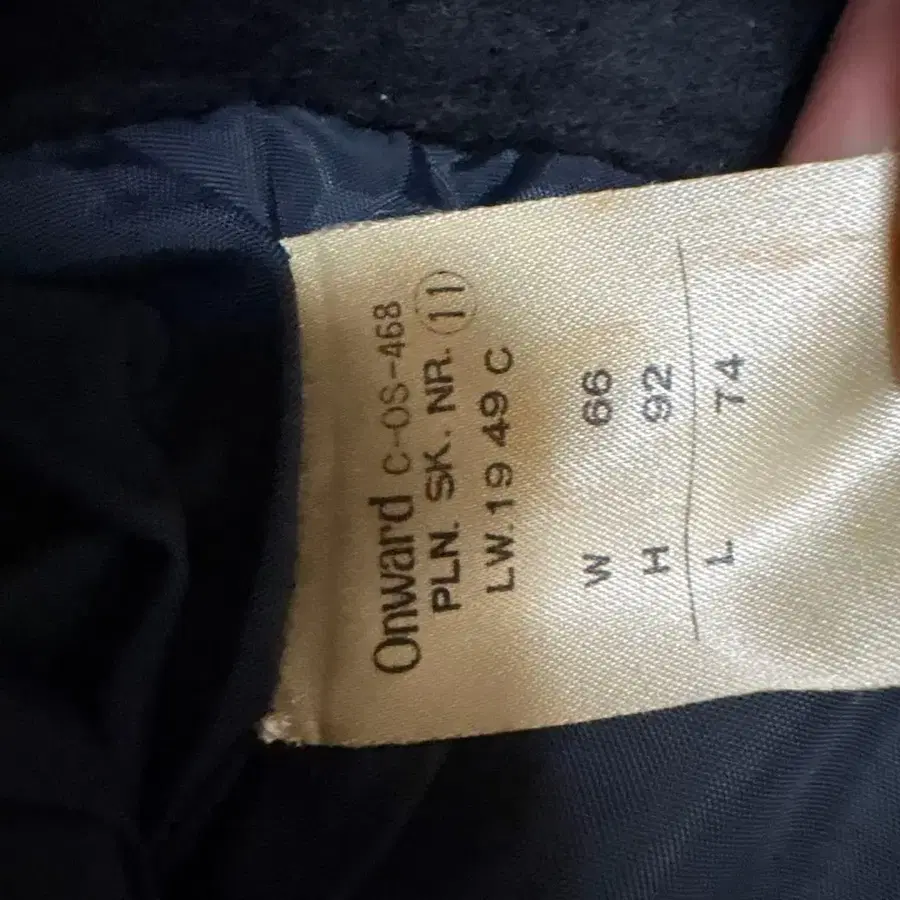 Onward C-OS-468
PLN. SK. NR. 11
LW. 19 49 C
W 66
H 92
L 74